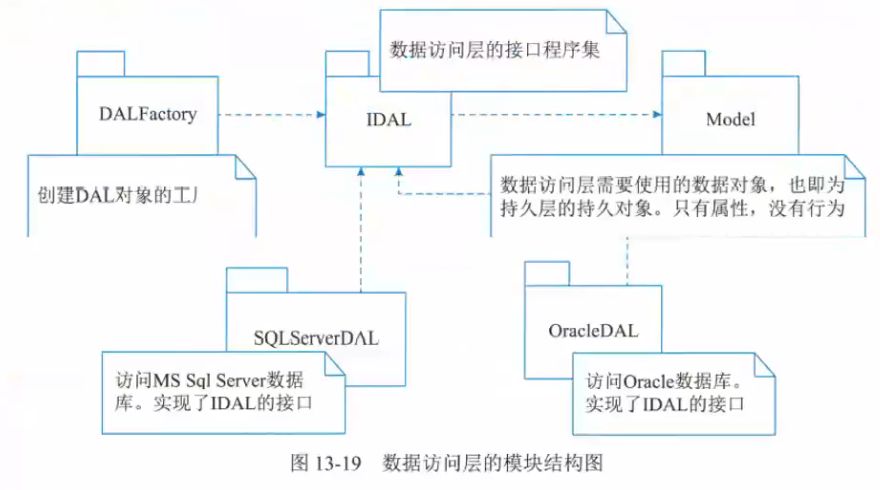 数据访问层的接口程序集
DALFactory
IDAL
Model
创建DAL对象的工厂
数据访问层需要使用的数据对象，也即为
持久层的持久对象。只有属性，没有行为
SQLServerDAL
OracleDAL
访问MS Sql Server数据
库。实现了IDAL的接口
访问Oracle数据库。
实现了IDAL的接口
图 13-19 数据访问层的模块结构图